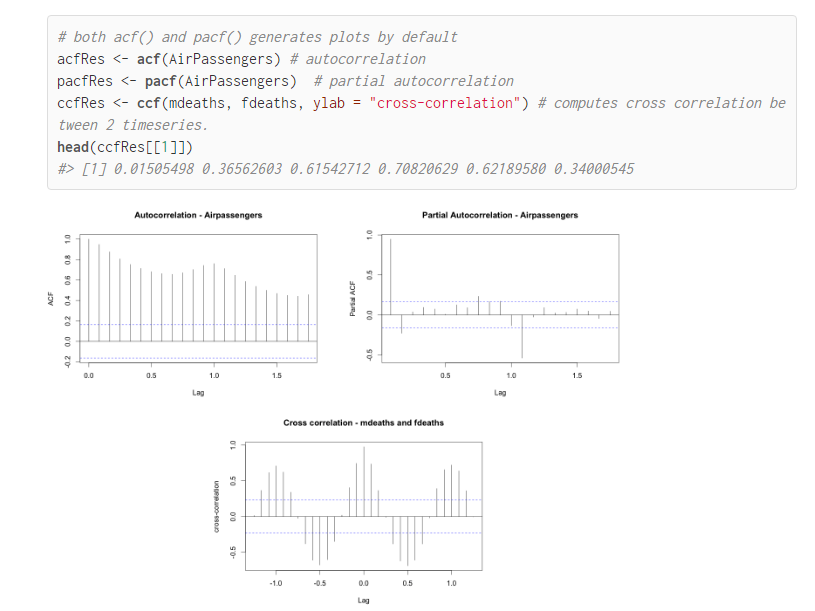 # both acf() and pacf() generates plots by default
acfRes <- acf(AirPassengers) # autocorrelation
pacfRes <- pacf(AirPassengers)  # partial autocorrelation
ccfRes <- ccf(mdeaths, fdeaths, ylab = "cross-correlation") # computes cross correlation be
tween 2 timeseries.
head(ccfRes[[1]])
#> [1] 0.01505498 0.36562603 0.61542712 0.70820629 0.62189580 0.34000545
Autocorrelation - Airpassengers
ACF
1.0
0.8
0.6
0.4
0.2
0.0
-0.2
0.0 0.5 1.0 1.5
Lag
Partial Autocorrelation - Airpassengers
Partial ACF
1.0
0.5
0.0
-0.5
0.5 1.0 1.5
Lag
Cross correlation - mdeaths and fdeaths
cross-correlation
1.0
0.5
0.0
-0.5
-1.0 -0.5 0.0 0.5 1.0
Lag